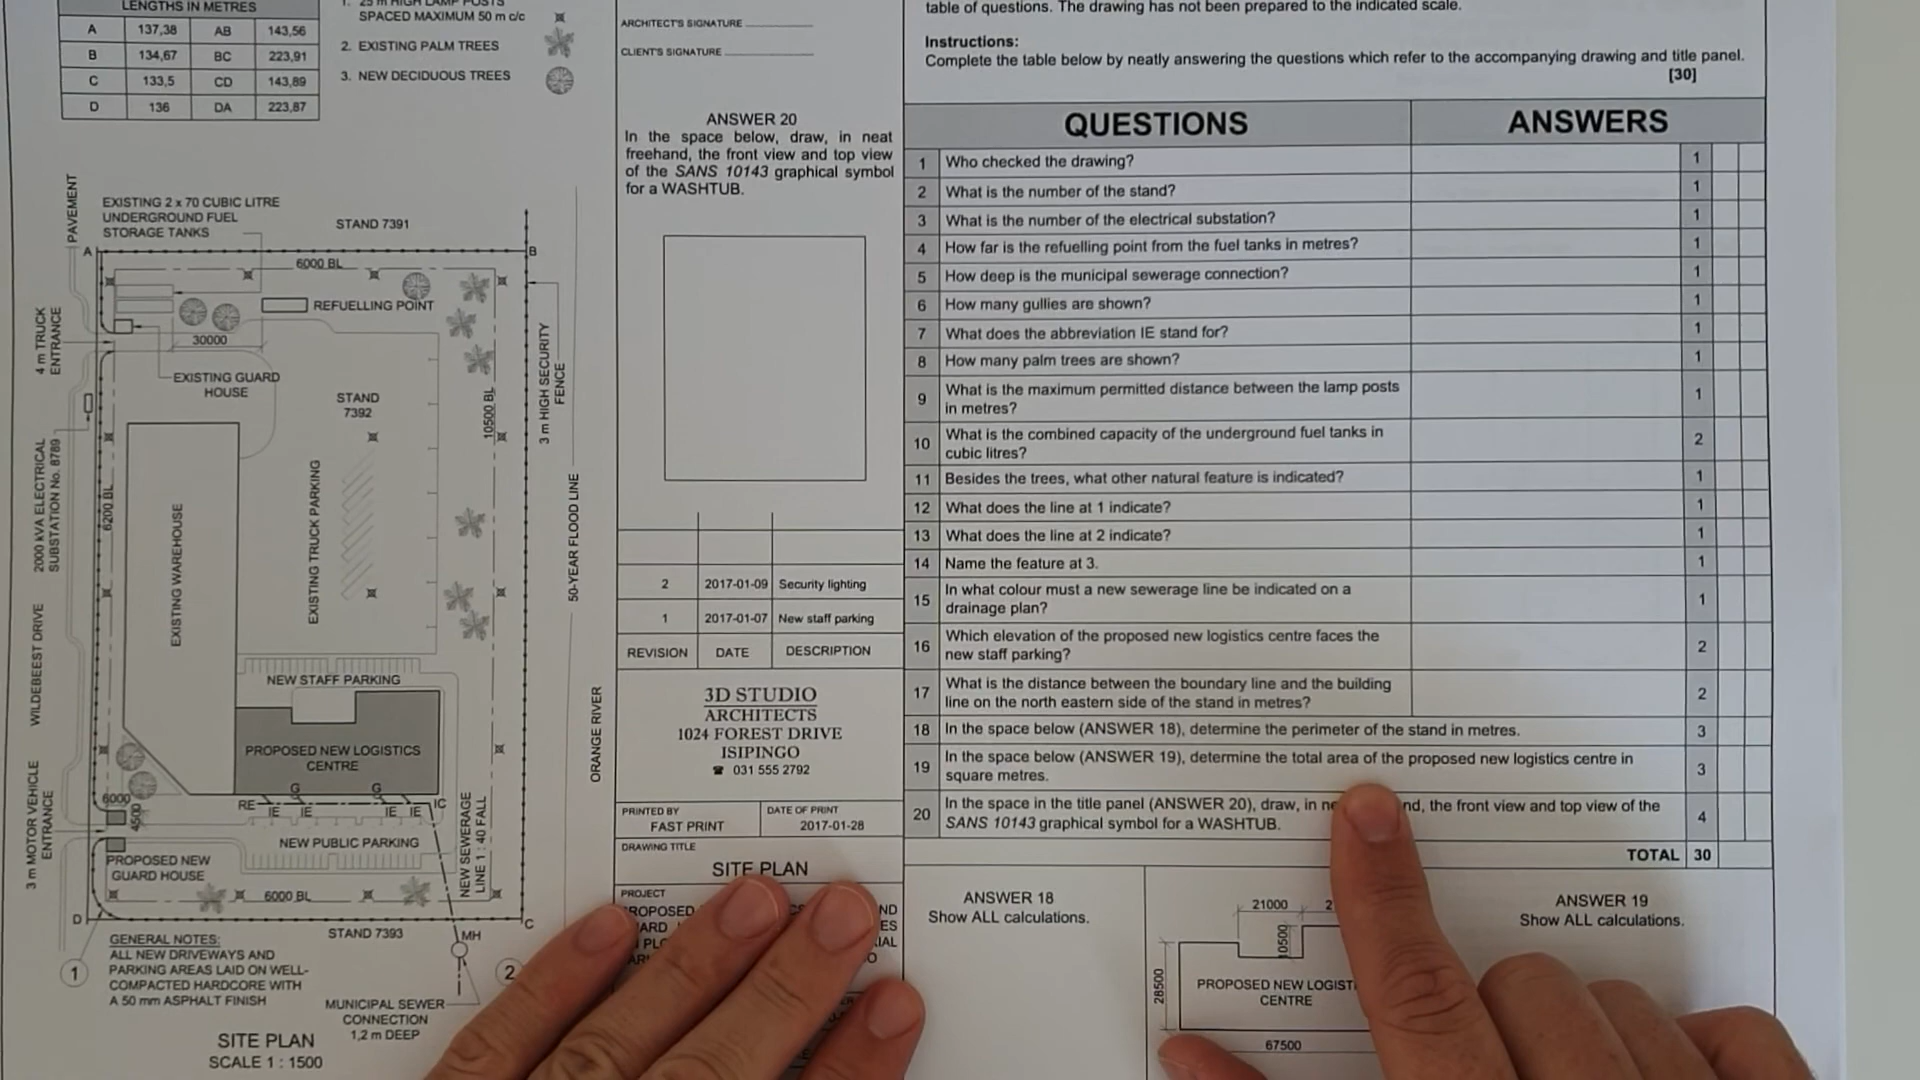 LENGTHS IN METRES
A 137,38 AB 143,56
B 134,67 BC 223,91
C 133,5 CD 143,89
D 136 DA 223,87
1. 25 m HIGH LAMP POSTS
SPACED MAXIMUM 50 m c/c
2. EXISTING PALM TREES
3. NEW DECIDUOUS TREES
PAVEMENT
EXISTING 2 x 70 CUBIC LITRE
UNDERGROUND FUEL
STORAGE TANKS
STAND 7391
A
B
6000 BL
REFUELLING POINT
4 m TRUCK
ENTRANCE
30000
EXISTING GUARD
HOUSE
STAND
7392
10500 BL
3 m HIGH SECURITY
FENCE
2000 kVA ELECTRICAL
SUBSTATION No. 8789
6200 BL
EXISTING WAREHOUSE
EXISTING TRUCK PARKING
50-YEAR FLOOD LINE
WILDEBEEST DRIVE
NEW STAFF PARKING
ORANGE RIVER
PROPOSED NEW LOGISTICS
CENTRE
3 m MOTOR VEHICLE
ENTRANCE
6000
4500
RE
IE
G
IE
G
IE
IE
IC
NEW SEWERAGE
LINE 1 : 40 FALL
NEW PUBLIC PARKING
PROPOSED NEW
GUARD HOUSE
6000 BL
D
C
STAND 7393
MH
1
2
GENERAL NOTES:
ALL NEW DRIVEWAYS AND
PARKING AREAS LAID ON WELL-
COMPACTED HARDCORE WITH
A 50 mm ASPHALT FINISH
MUNICIPAL SEWER
CONNECTION
1,2 m DEEP
SITE PLAN
SCALE 1 : 1500
ARCHITECT'S SIGNATURE
CLIENT'S SIGNATURE
ANSWER 20
In the space below, draw, in neat
freehand, the front view and top view
of the SANS 10143 graphical symbol
for a WASHTUB.
2 2017-01-09 Security lighting
1 2017-01-07 New staff parking
REVISION DATE DESCRIPTION
3D STUDIO
ARCHITECTS
1024 FOREST DRIVE
ISIPINGO
☎ 031 555 2792
PRINTED BY
FAST PRINT
DATE OF PRINT
2017-01-28
DRAWING TITLE
SITE PLAN
PROJECT
table of questions. The drawing has not been prepared to the indicated scale.
Instructions:
Complete the table below by neatly answering the questions which refer to the accompanying drawing and title panel.
[30]
QUESTIONS ANSWERS
1 Who checked the drawing? 1
2 What is the number of the stand? 1
3 What is the number of the electrical substation? 1
4 How far is the refuelling point from the fuel tanks in metres? 1
5 How deep is the municipal sewerage connection? 1
6 How many gullies are shown? 1
7 What does the abbreviation IE stand for? 1
8 How many palm trees are shown? 1
9 What is the maximum permitted distance between the lamp posts
in metres? 1
10 What is the combined capacity of the underground fuel tanks in
cubic litres? 2
11 Besides the trees, what other natural feature is indicated? 1
12 What does the line at 1 indicate? 1
13 What does the line at 2 indicate? 1
14 Name the feature at 3. 1
15 In what colour must a new sewerage line be indicated on a
drainage plan? 1
16 Which elevation of the proposed new logistics centre faces the
new staff parking? 2
17 What is the distance between the boundary line and the building
line on the north eastern side of the stand in metres? 2
18 In the space below (ANSWER 18), determine the perimeter of the stand in metres. 3
19 In the space below (ANSWER 19), determine the total area of the proposed new logistics centre in
square metres. 3
20 In the space in the title panel (ANSWER 20), draw, in the front view and top view of the
SANS 10143 graphical symbol for a WASHTUB. 4
TOTAL 30
ANSWER 18
Show ALL calculations.
ANSWER 19
Show ALL calculations.
21000
10500
28500
PROPOSED NEW
CENTRE
67500